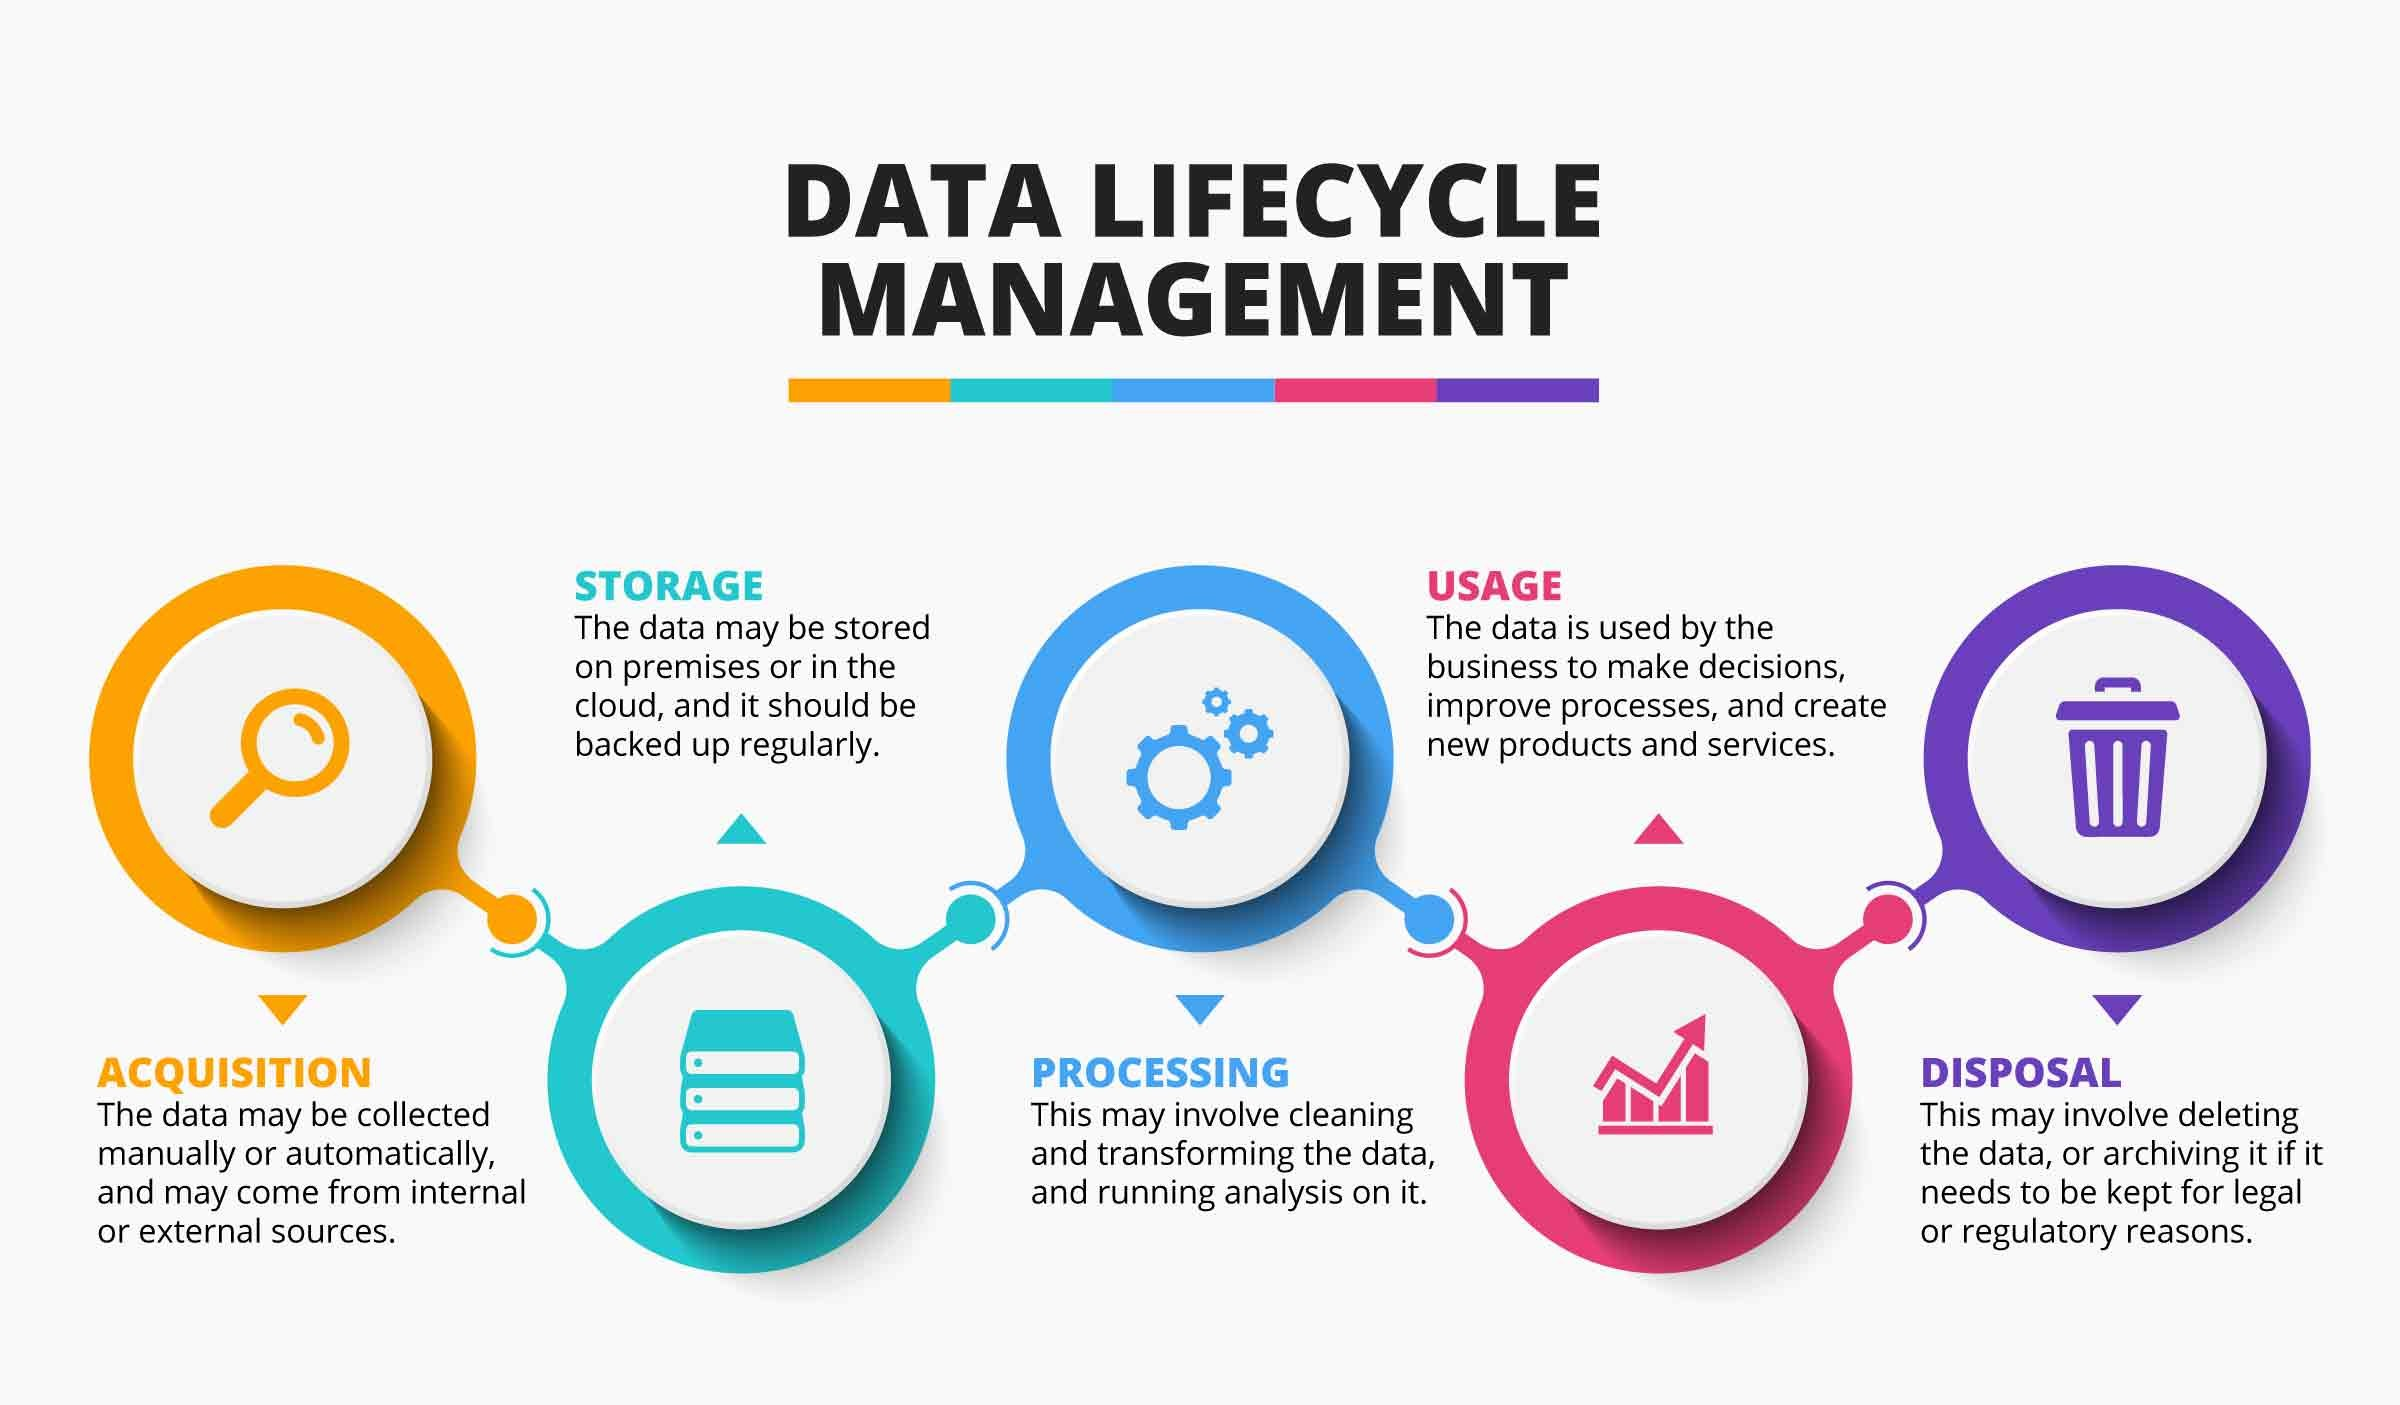 DATA LIFECYCLE
MANAGEMENT
ACQUISITION
The data may be collected
manually or automatically,
and may come from internal
or external sources.
STORAGE
The data may be stored
on premises or in the
cloud, and it should be
backed up regularly.
PROCESSING
This may involve cleaning
and transforming the data,
and running analysis on it.
USAGE
The data is used by the
business to make decisions,
improve processes, and create
new products and services.
DISPOSAL
This may involve deleting
the data, or archiving it if it
needs to be kept for legal
or regulatory reasons.